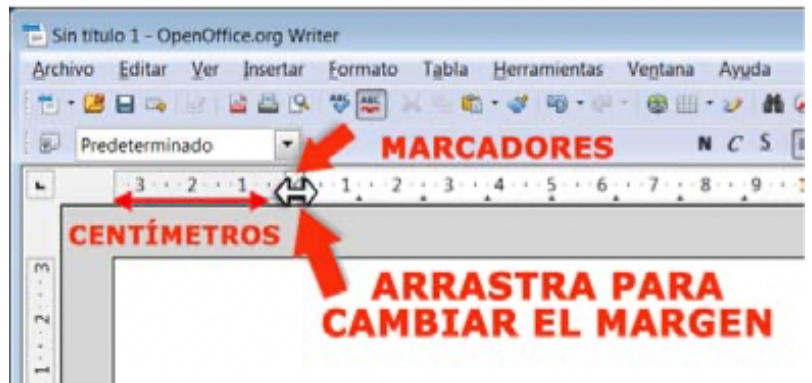 Sin título 1 - OpenOffice.org Writer
Archivo Editar Ver Insertar Formato Tabla Herramientas Ventana Ayuda
Predeterminado N C S
MARCADORES
3 2 1 1 2 3 4 5 6 7 8 9
CENTÍMETROS
ARRASTRA PARA
CAMBIAR EL MARGEN
3
2
1